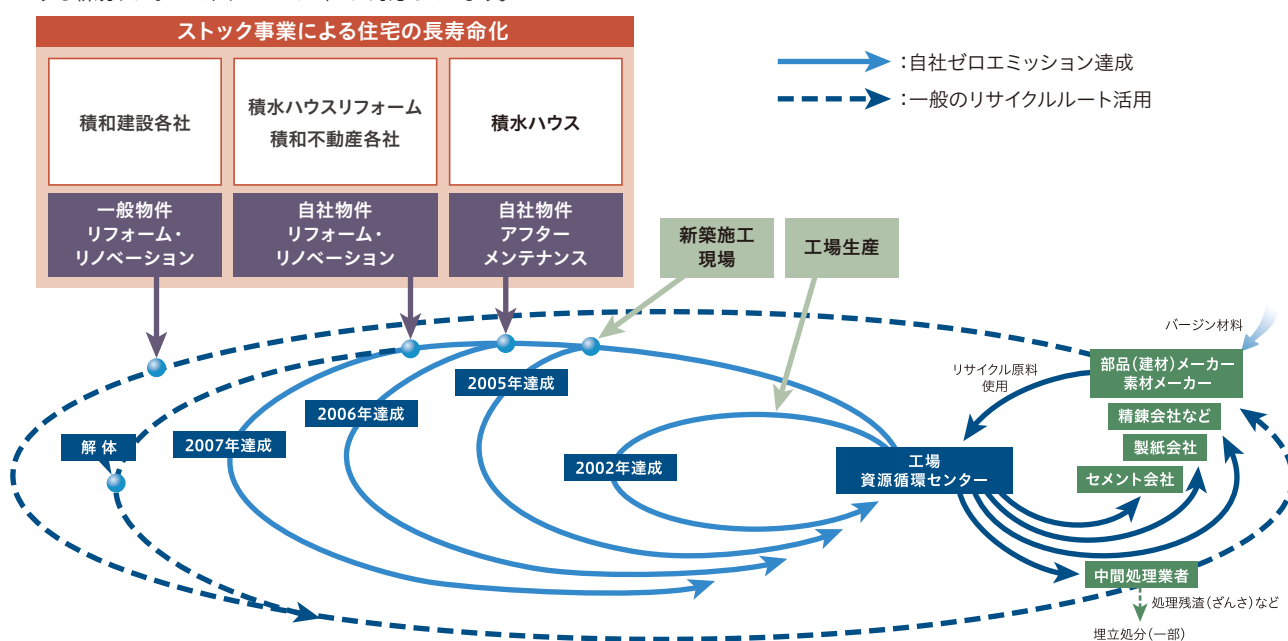 ストック事業による住宅の長寿命化
積和建設各社
積水ハウスリフォーム
積和不動産各社
積水ハウス
一般物件
リフォーム・
リノベーション
自社物件
リフォーム・
リノベーション
自社物件
アフター
メンテナンス
：自社ゼロエミッション達成
：一般のリサイクルルート活用
新築施工
現場
工場生産
バージン材料
部品（建材）メーカー
素材メーカー
リサイクル原料
使用
精錬会社など
製紙会社
セメント会社
2005年達成
2006年達成
2007年達成
2002年達成
解体
工場
資源循環センター
中間処理業者
処理残渣（ざんさ）など
埋立処分（一部）